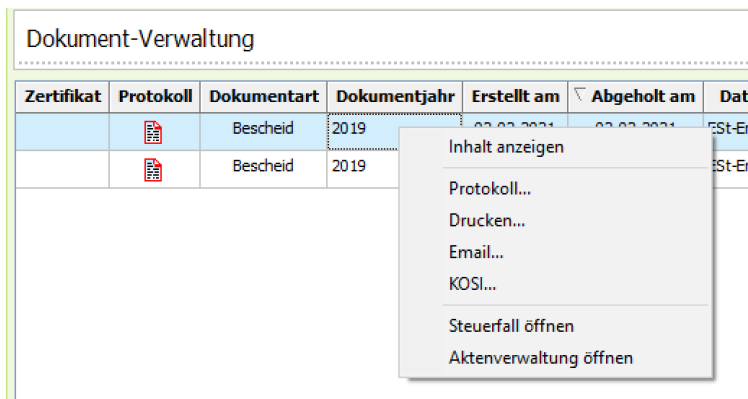 Dokument-Verwaltung
Zertifikat Protokoll Dokumentart Dokumentjahr Erstellt am Abgeholt am
Bescheid 2019
Inhalt anzeigen
Bescheid 2019
Protokoll...
Drucken...
Email...
KOSI...
Steuerfall öffnen
Aktenverwaltung öffnen